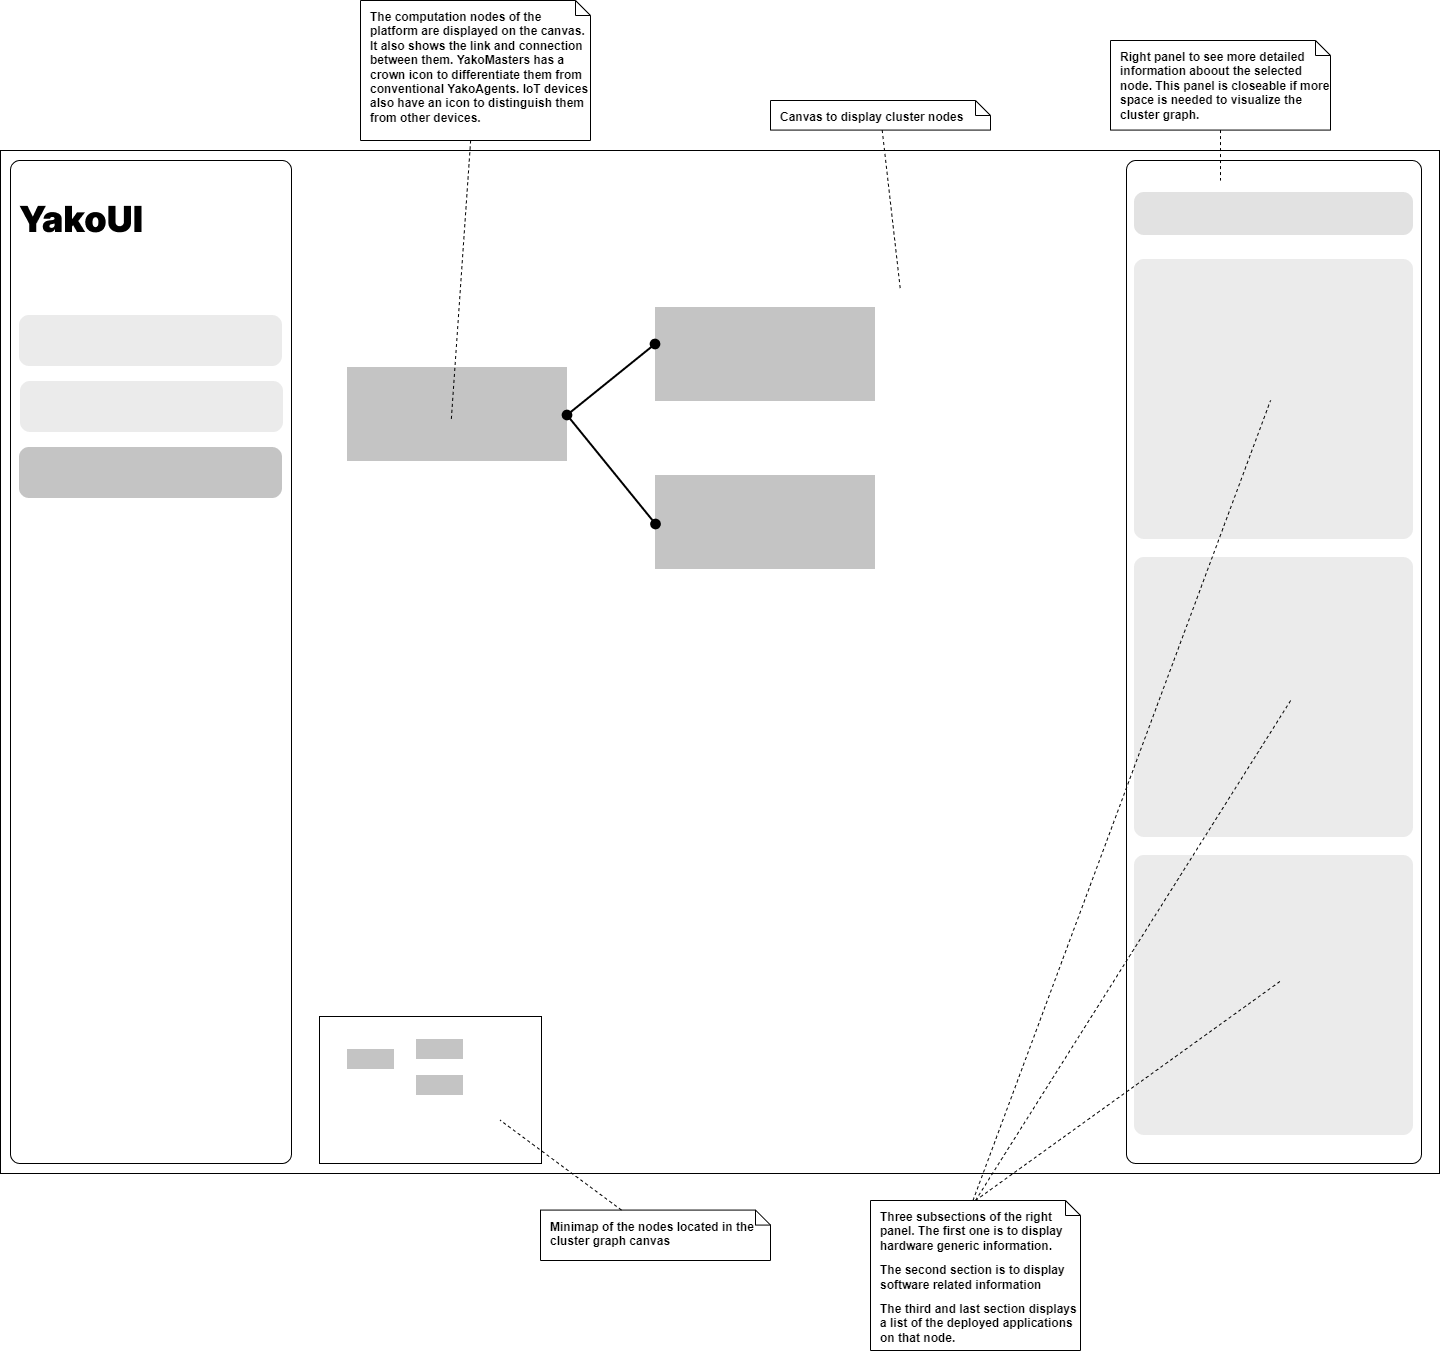 The computation nodes of the
platform are displayed on the canvas.
It also shows the link and connection
between them. YakoMasters has a
crown icon to differentiate them from
conventional YakoAgents. IoT devices
also have an icon to distinguish them
from other devices.
Canvas to display cluster nodes
Right panel to see more detailed
information aboout the selected
node. This panel is closeable if more
space is needed to visualize the
cluster graph.
YakoUI
Minimap of the nodes located in the
cluster graph canvas
Three subsections of the right
panel. The first one is to display
hardware generic information.
The second section is to display
software related information
The third and last section displays
a list of the deployed applications
on that node.